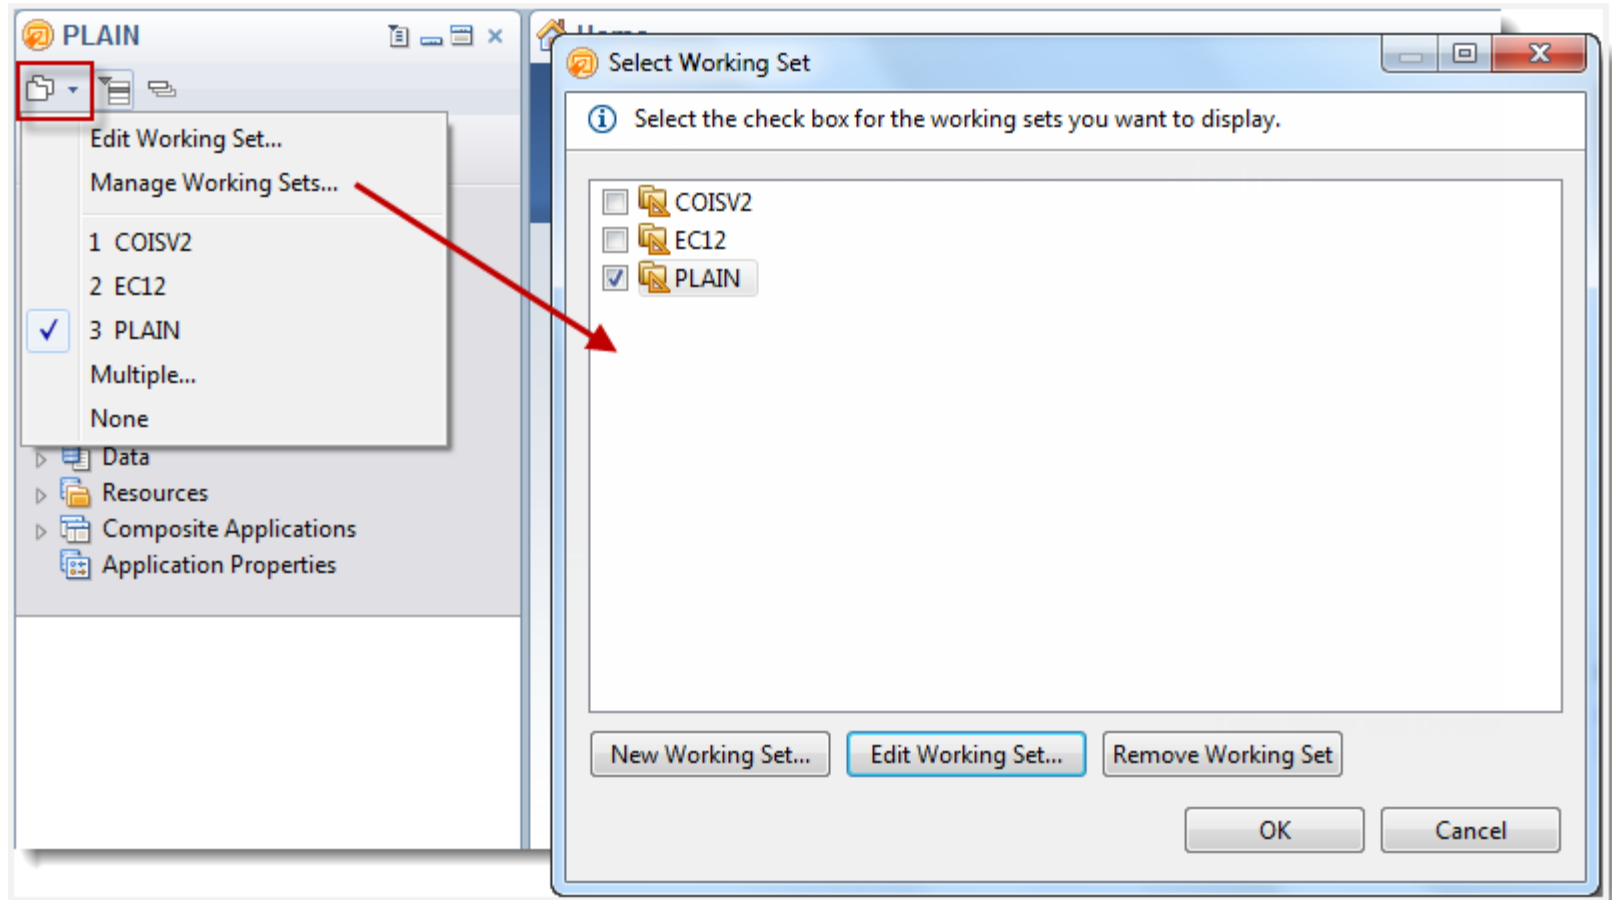 PLAIN
Edit Working Set...
Manage Working Sets...
1 COISV2
2 EC12
3 PLAIN
Multiple...
None
Data
Resources
Composite Applications
Application Properties
Select Working Set
Select the check box for the working sets you want to display.
COISV2
EC12
PLAIN
New Working Set... Edit Working Set... Remove Working Set
OK Cancel